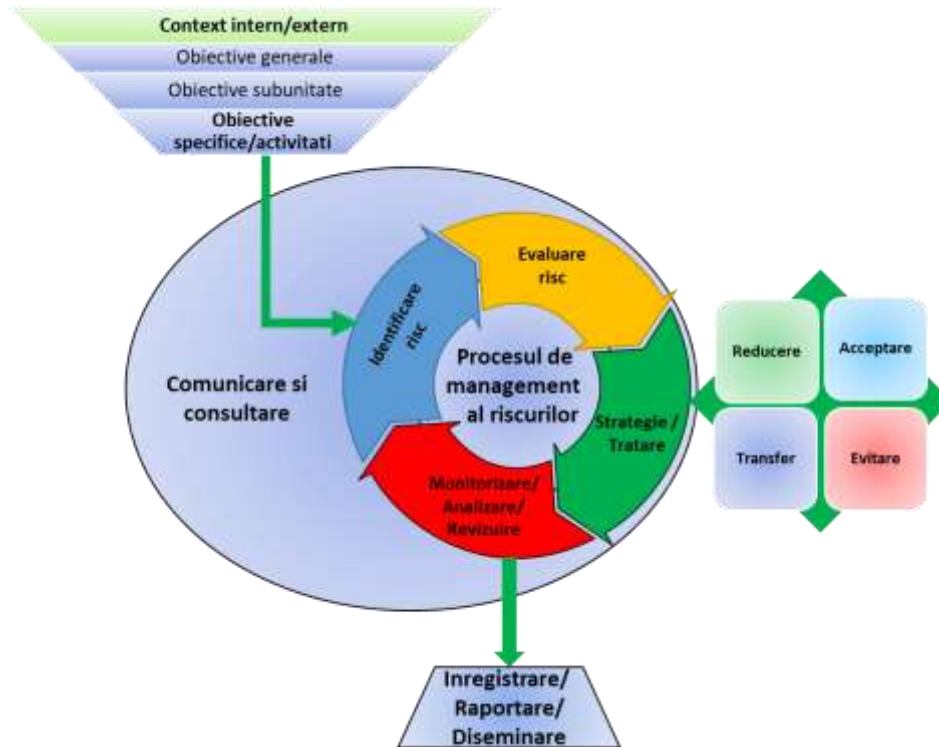 Context intern/extern
Obiective generale
Obiective subunitate
Obiective
specifice/activitati
Identificare
risc
Evaluare
risc
Procesul de
management
al riscurilor
Comunicare si
consultare
Strategie /
Tratare
Monitorizare/
Analizare/
Revizuire
Reducere
Acceptare
Transfer
Evitare
Inregistrare/
Raportare/
Diseminare